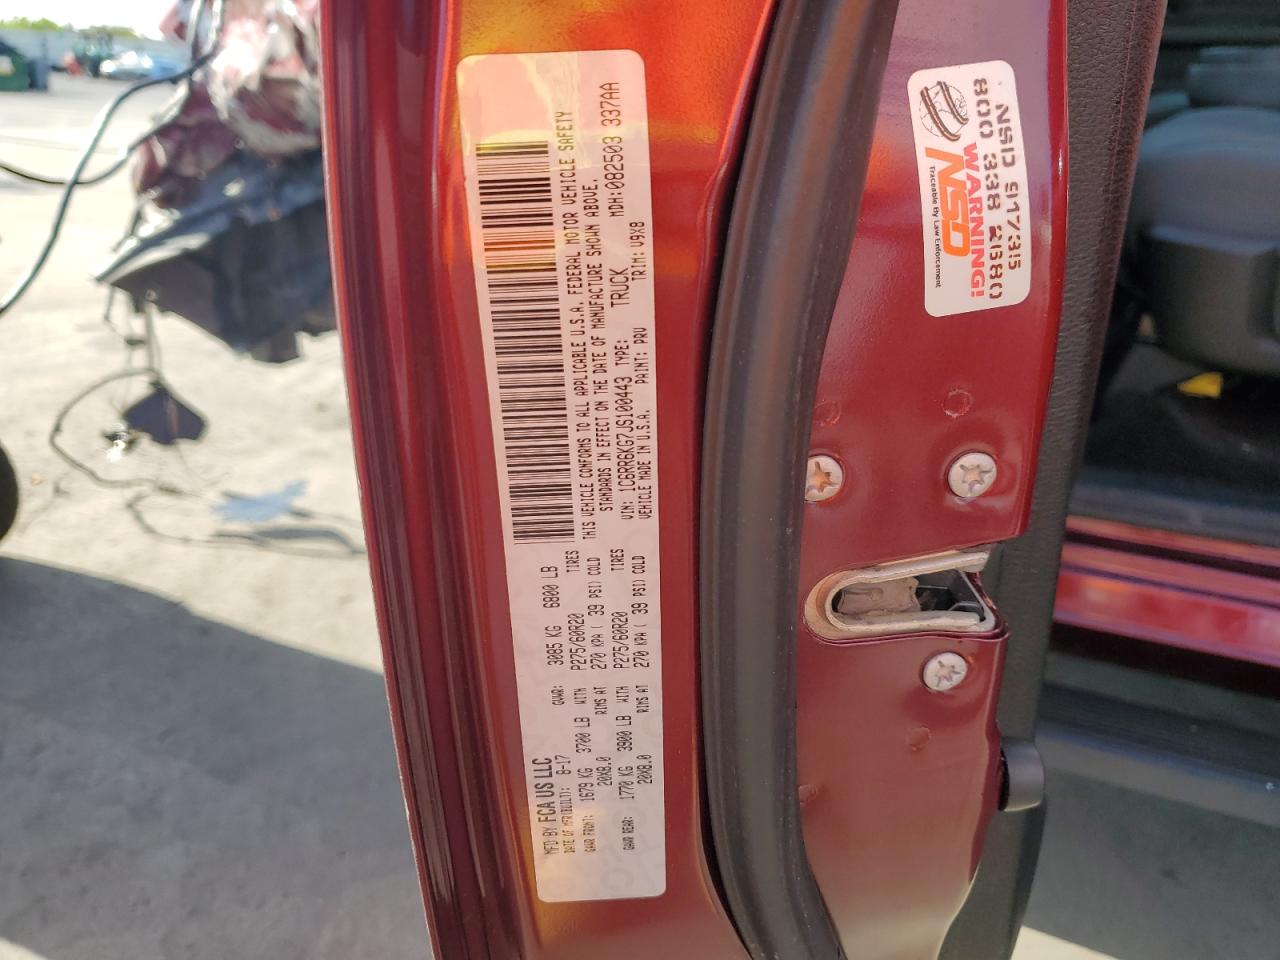 MFD BY FCA US LLC
DATE OF MFR(BUILT): 8-17 GVWR: 3085 KG 6800 LB
GAWR FRONT: 1679 KG 3700 LB WITH P275/60R20 TIRES
20X8.0 RIMS AT 270 KPA ( 39 PSI) COLD
GAWR REAR: 1770 KG 3900 LB WITH P275/60R20 TIRES
20X8.0 RIMS AT 270 KPA ( 39 PSI) COLD
THIS VEHICLE CONFORMS TO ALL APPLICABLE U.S.A. FEDERAL MOTOR VEHICLE SAFETY
STANDARDS IN EFFECT ON THE DATE OF MANUFACTURE SHOWN ABOVE.
VIN: 1C6RR6KG7JS100443 TYPE: TRUCK MDH:082503 337AA
VEHICLE MADE IN U.S.A. PAINT: PRV TRIM: V9X8
NSD 91735
800 338 2680
WARNING!
NSD
Traceable By Law Enforcement